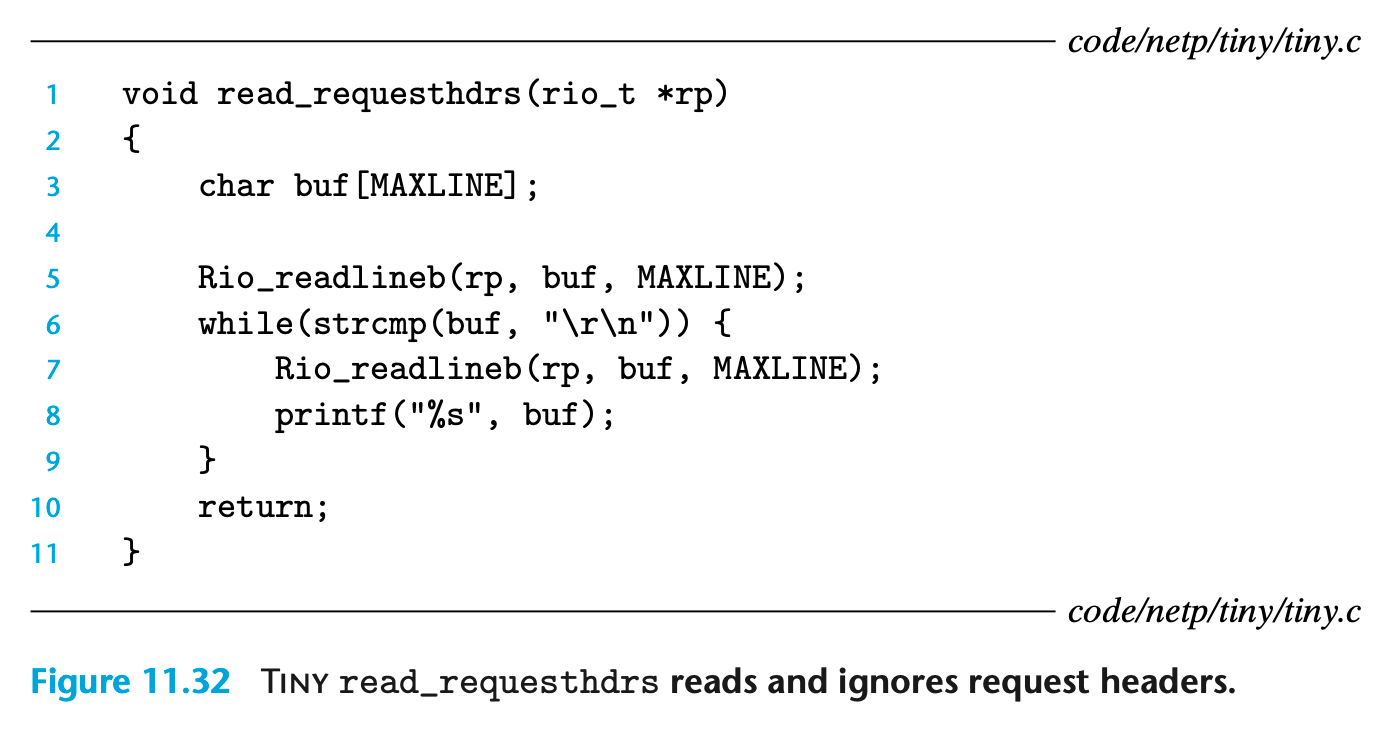 code/netp/tiny/tiny.c
1 void read_requesthdrs(rio_t *rp)
2 {
3     char buf[MAXLINE];
4
5     Rio_readlineb(rp, buf, MAXLINE);
6     while(strcmp(buf, "\r\n")) {
7         Rio_readlineb(rp, buf, MAXLINE);
8         printf("%s", buf);
9     }
10     return;
11 }
code/netp/tiny/tiny.c
Figure 11.32 TINY read_requesthdrs reads and ignores request headers.